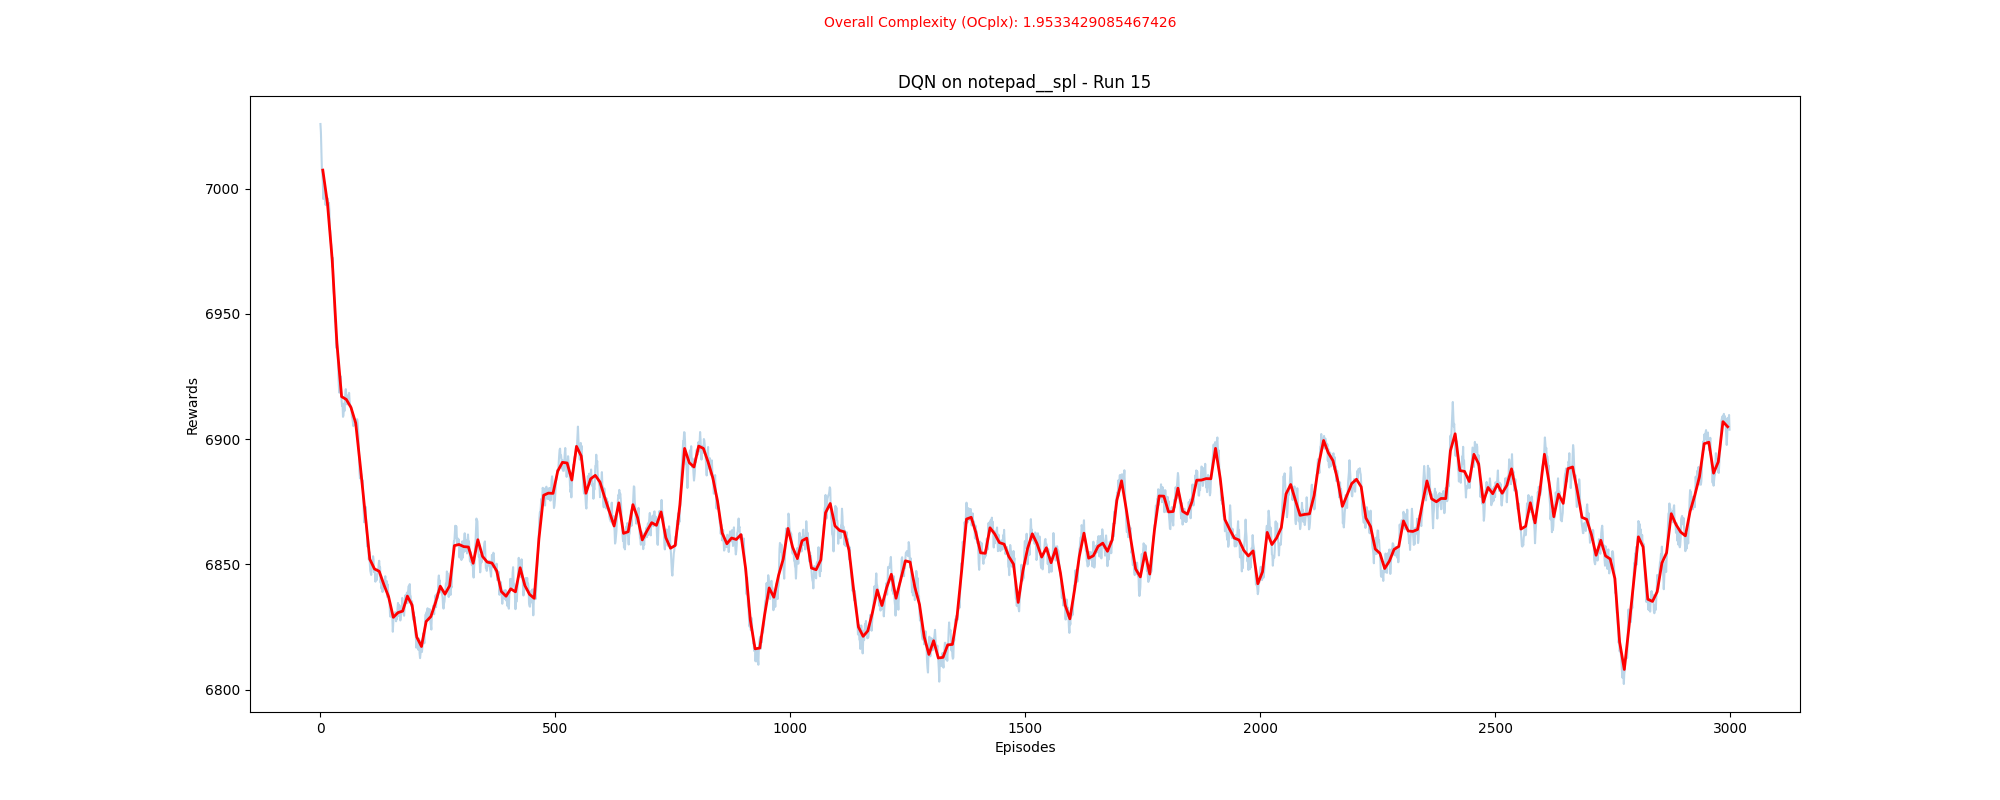 Overall Complexity (OCplx): 1.9533429085467426
DQN on notepad__spl - Run 15
7000
6950
6900
6850
6800
Rewards
0 500 1000 1500 2000 2500 3000
Episodes